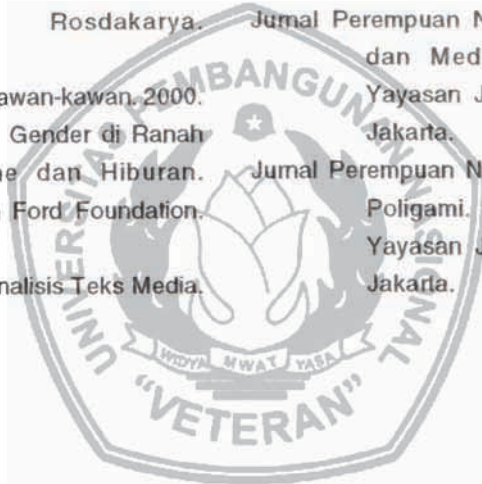 Rosdakarya.
awan-kawan. 2000.
Gender di Ranah
ne dan Hiburan.
Ford Foundation.
nalisis Teks Media.
Jurnal Perempuan N
dan Med
Yayasan J
Jakarta.
Jurnal Perempuan N
Poligami.
Yayasan J
Jakarta.
UNIVERSITAS PEMBANGUNAN NASIONAL
WIDYA MWAT YASA
"VETERAN"